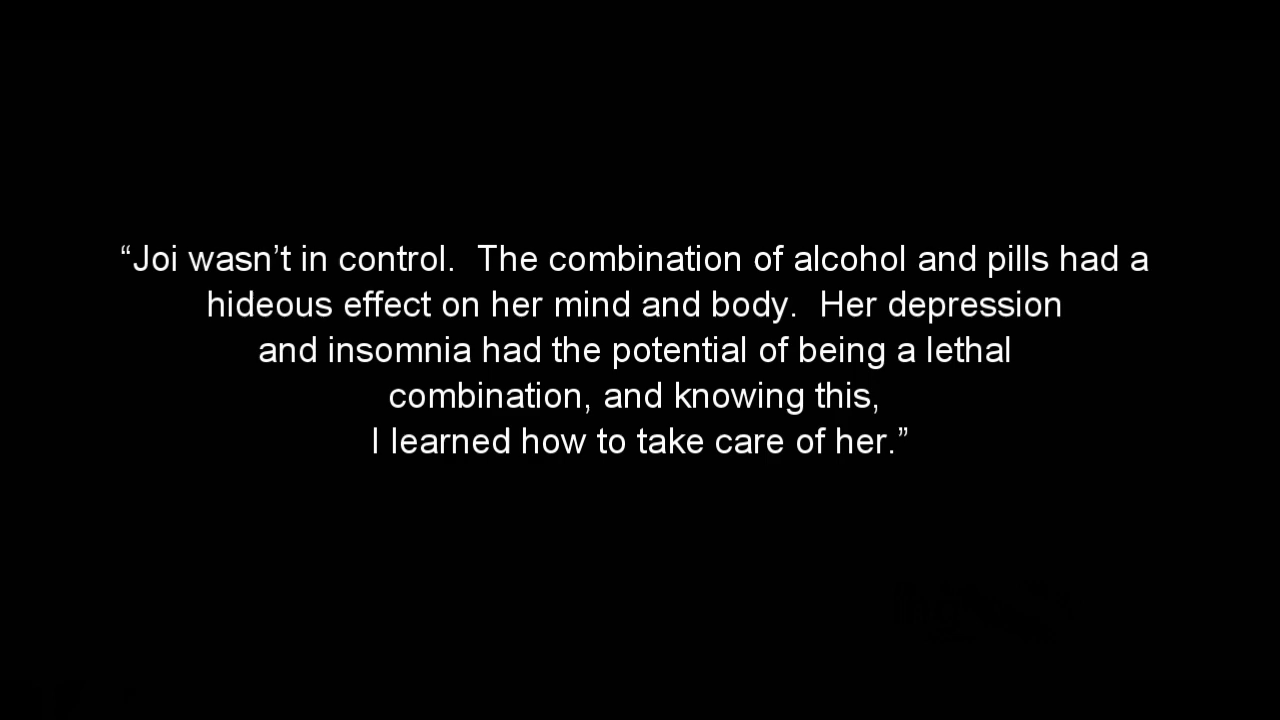 “Joi wasn’t in control.  The combination of alcohol and pills had a
hideous effect on her mind and body.  Her depression
and insomnia had the potential of being a lethal
combination, and knowing this,
I learned how to take care of her.”